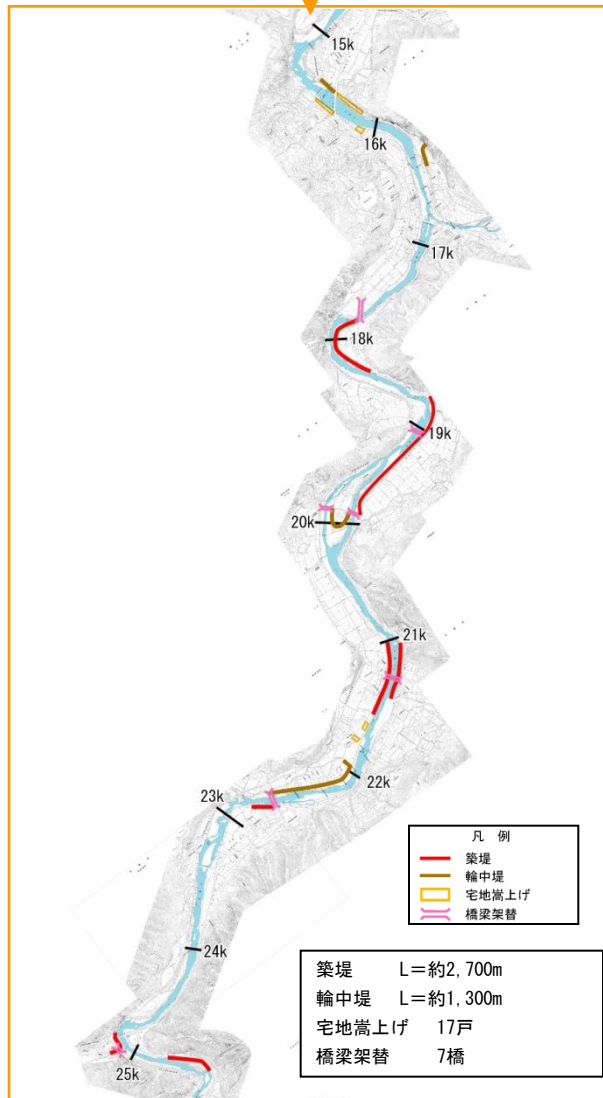 15k
16k
17k
18k
19k
20k
21k
22k
23k
24k
25k
凡 例
築堤
輪中堤
宅地嵩上げ
橋梁架替
築堤 L=約2,700m
輪中堤 L=約1,300m
宅地嵩上げ 17戸
橋梁架替 7橋